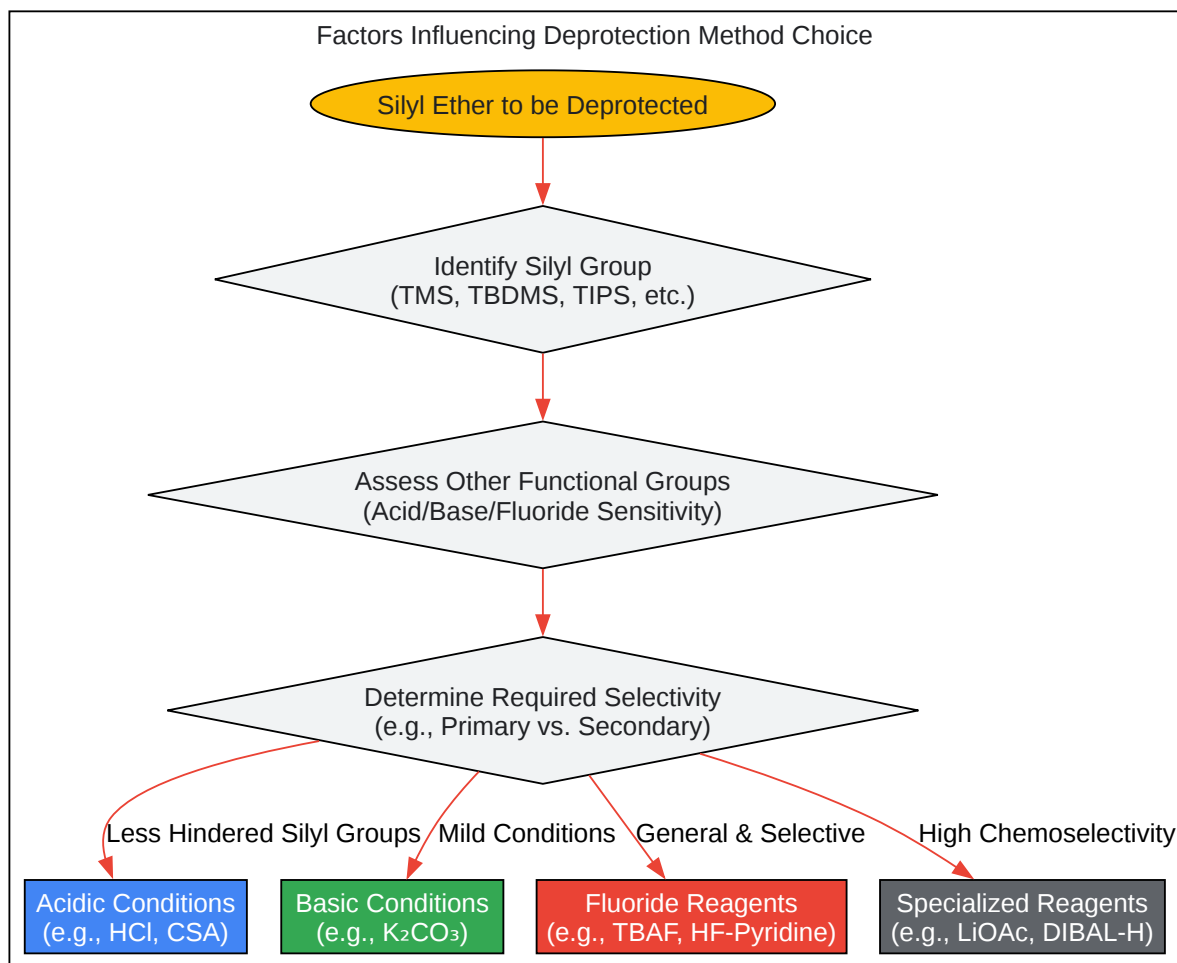 Factors Influencing Deprotection Method Choice
Silyl Ether to be Deprotected
Identify Silyl Group
(TMS, TBDMS, TIPS, etc.)
Assess Other Functional Groups
(Acid/Base/Fluoride Sensitivity)
Determine Required Selectivity
(e.g., Primary vs. Secondary)
Less Hindered Silyl Groups
Mild Conditions
General & Selective
High Chemoselectivity
Acidic Conditions
(e.g., HCl, CSA)
Basic Conditions
(e.g., K₂CO₃)
Fluoride Reagents
(e.g., TBAF, HF-Pyridine)
Specialized Reagents
(e.g., LiOAc, DIBAL-H)